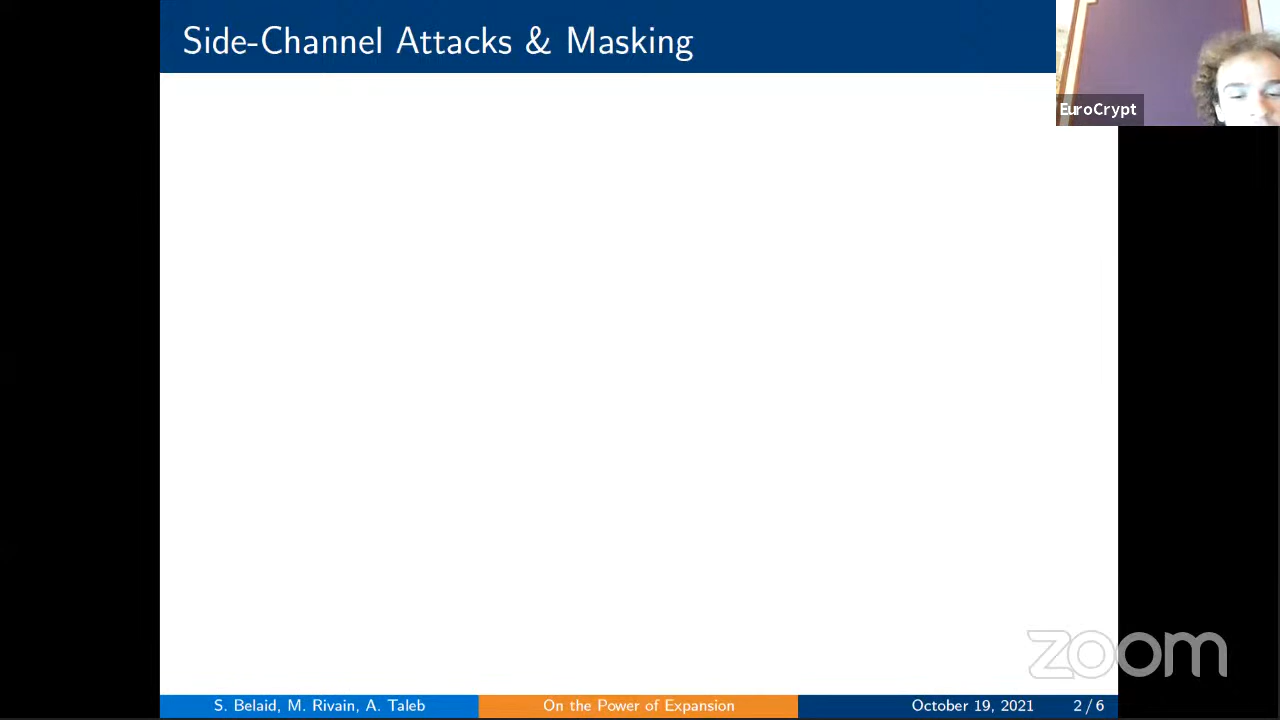 Side-Channel Attacks & Masking
EuroCrypt
zoom
S. Belaid, M. Rivain, A. Taleb
On the Power of Expansion
October 19, 2021
2 / 6